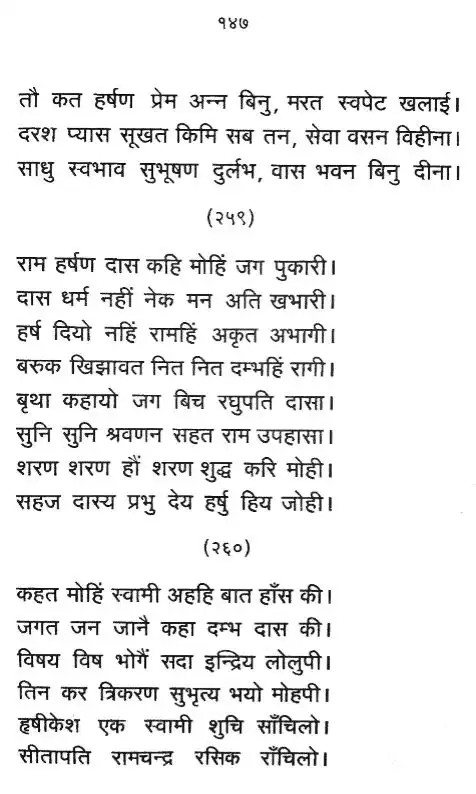 १४७
तौ कत हर्षण प्रेम अन्न बिनु, मरत स्वपेट खलाई।
दरश प्यास सूखत किमि सब तन, सेवा वसन विहीना।
साधु स्वभाव सुभूषण दुर्लभ, वास भवन बिनु दीना।
(२५९)
राम हर्षण दास कहि मोहिं जग पुकारी।
दास धर्म नहीं नेक मन अति खभारी।
हर्ष दियो नहिं रामहिं अकृत अभागी।
बरुक खिझावत नित नित दम्भहिं रागी।
बृथा कहायो जग बिच रघुपति दासा।
सुनि सुनि श्रवणन सहत राम उपहासा।
शरण शरण हौं शरण शुद्ध करि मोही।
सहज दास्य प्रभु देय हर्षु हिय जोही।
(२६०)
कहत मोहिं स्वामी अहहि बात हाँस की।
जगत जन जानै कहा दम्भ दास की।
विषय विष भोगैं सदा इन्द्रिय लोलुपी।
तिन कर त्रिकरण सुभृत्य भयो मोहपी।
हृषीकेश एक स्वामी शुचि साँचिलो।
सीतापति रामचन्द्र रसिक राँचिलो।